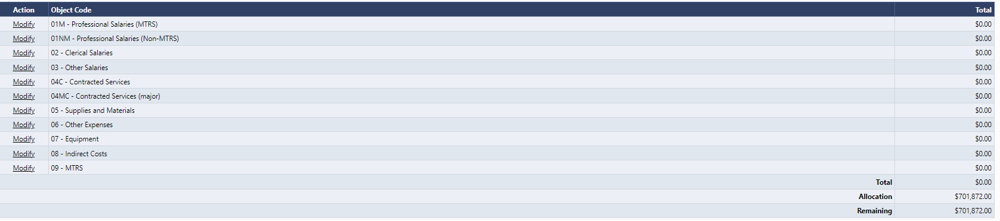 Action Object Code Total
Modify 01M - Professional Salaries (MTRS) $0.00
Modify 01NM - Professional Salaries (Non-MTRS) $0.00
Modify 02 - Clerical Salaries $0.00
Modify 03 - Other Salaries $0.00
Modify 04C - Contracted Services $0.00
Modify 04MC - Contracted Services (major) $0.00
Modify 05 - Supplies and Materials $0.00
Modify 06 - Other Expenses $0.00
Modify 07 - Equipment $0.00
Modify 08 - Indirect Costs $0.00
Modify 09 - MTRS $0.00
Total $0.00
Allocation $701,872.00
Remaining $701,872.00